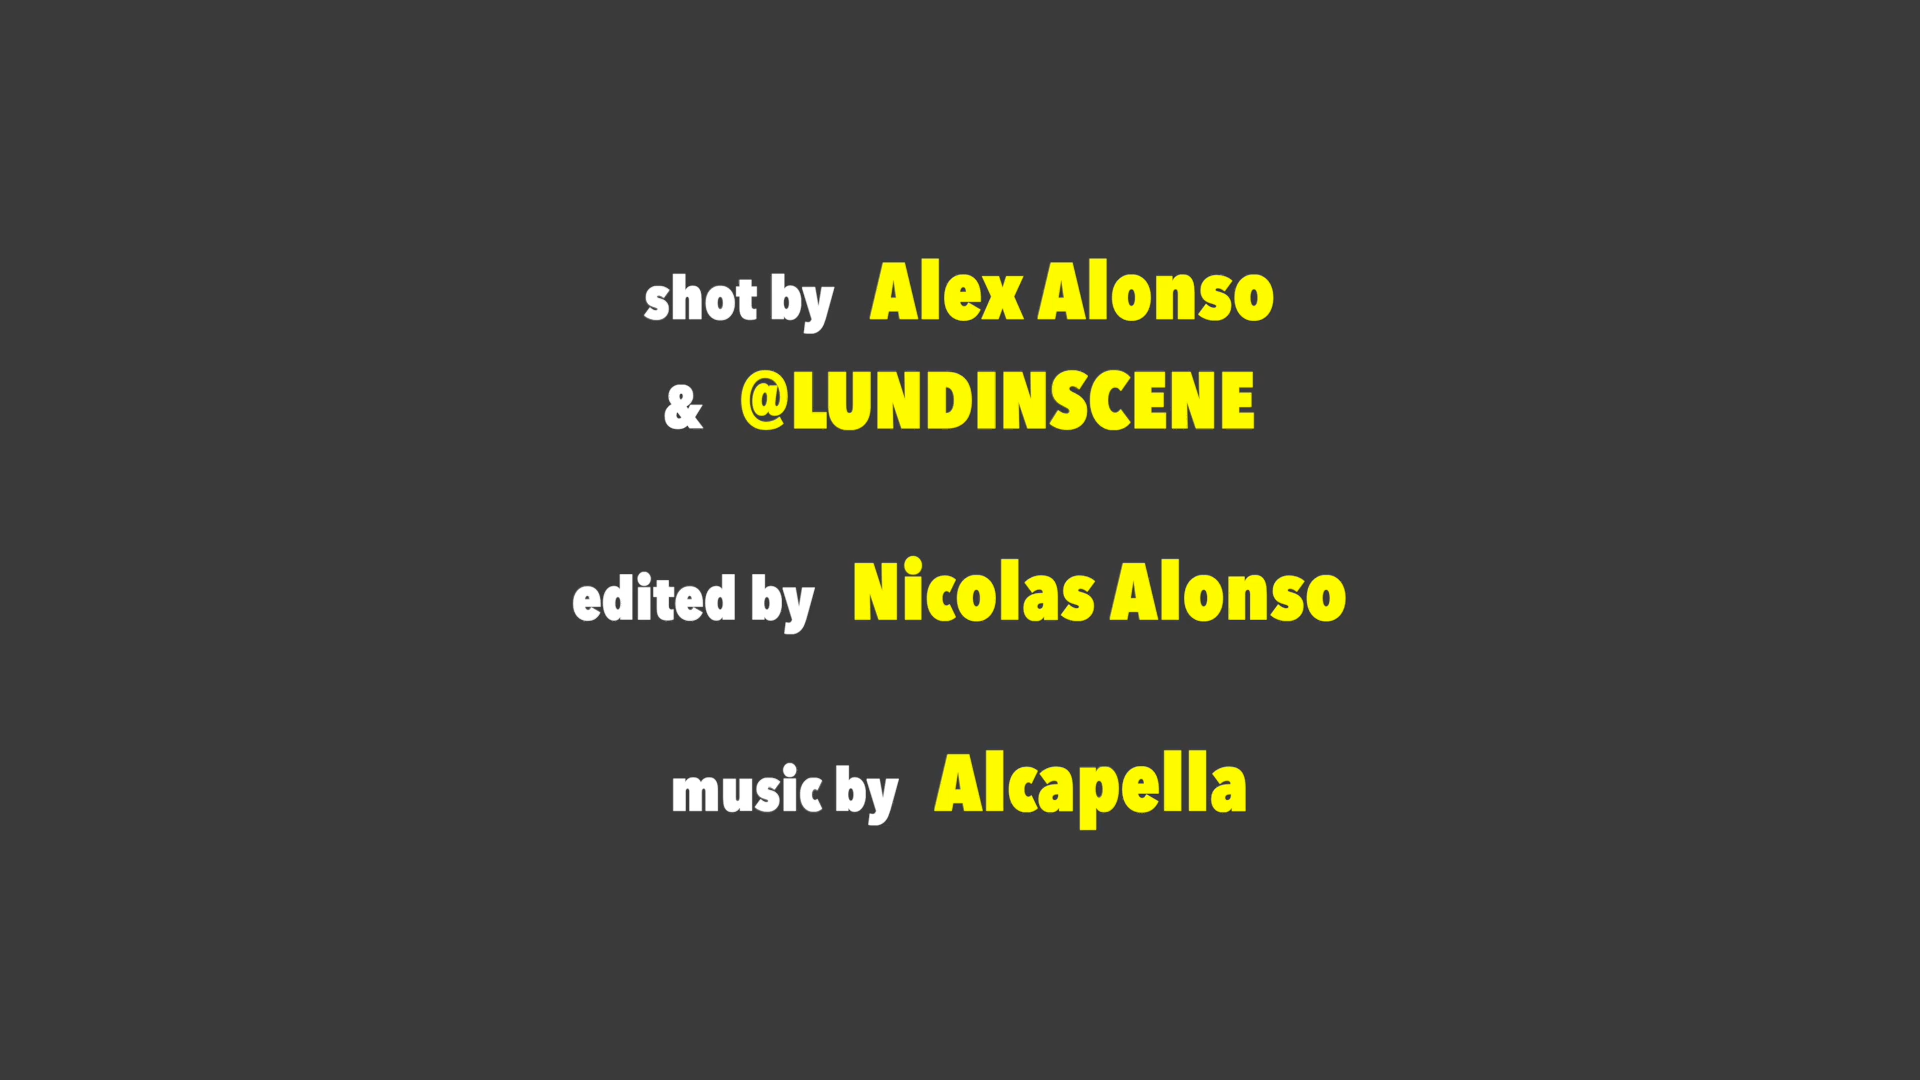 shot by Alex Alonso
& @LUNDINSCENE
edited by Nicolas Alonso
music by Alcapella